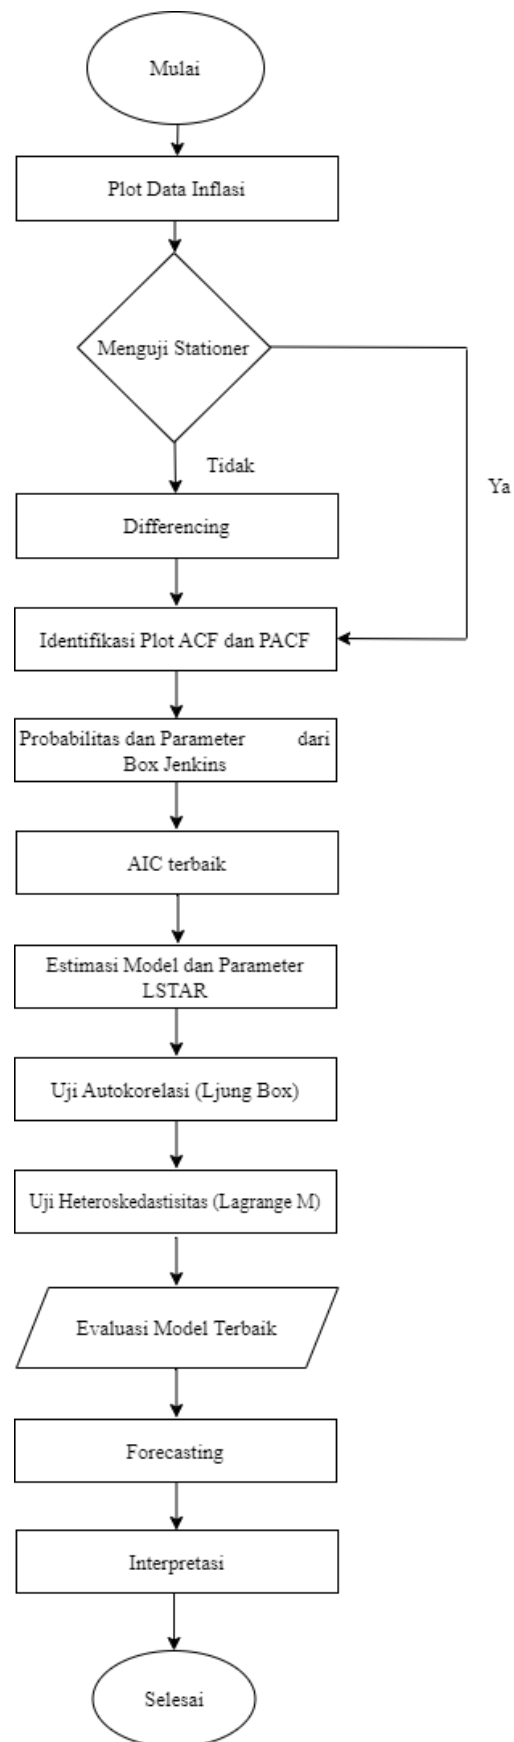 Mulai
Plot Data Inflasi
Menguji Stationer
Tidak
Ya
Differencing
Identifikasi Plot ACF dan PACF
Probabilitas dan Parameter dari
Box Jenkins
AIC terbaik
Estimasi Model dan Parameter
LSTAR
Uji Autokorelasi (Ljung Box)
Uji Heteroskedastisitas (Lagrange M)
Evaluasi Model Terbaik
Forecasting
Interpretasi
Selesai